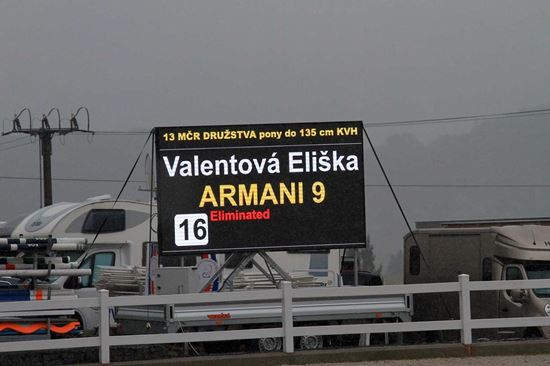 13 MČR DRUŽSTVA pony do 135 cm KVH
Valentová Eliška
ARMANI 9
16 Eliminated